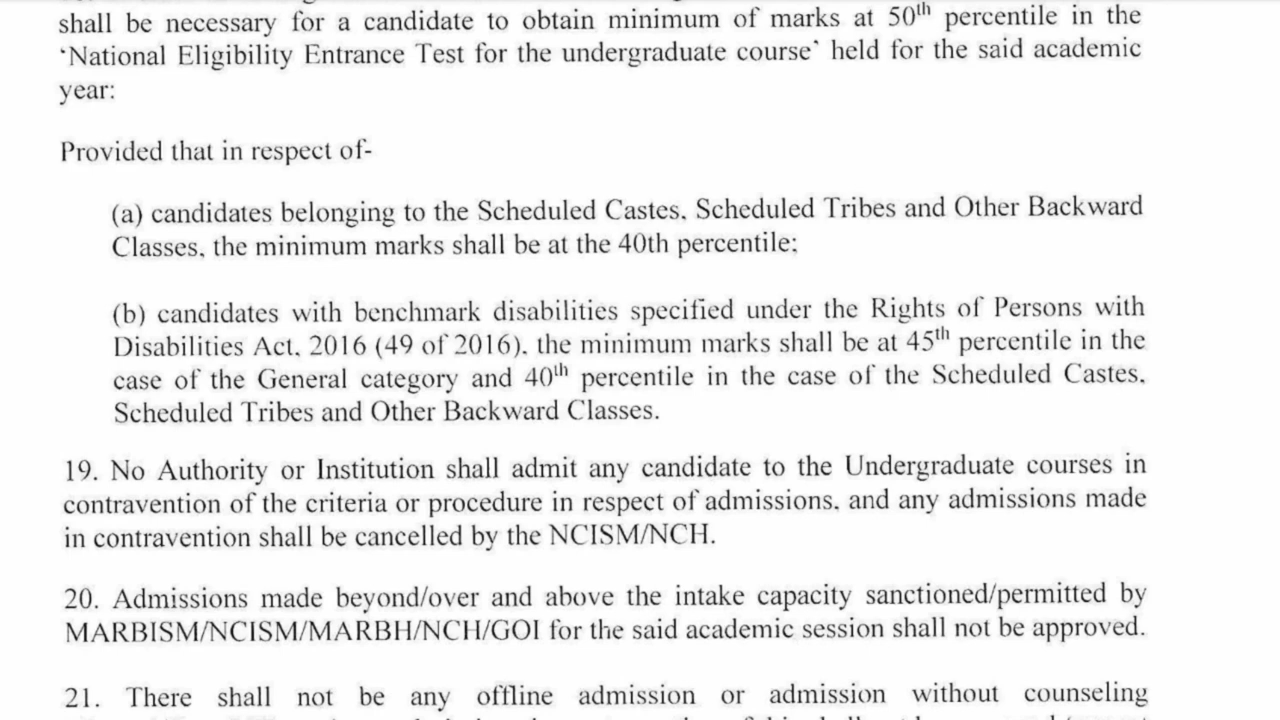 shall be necessary for a candidate to obtain minimum of marks at 50th percentile in the
‘National Eligibility Entrance Test for the undergraduate course‘ held for the said academic
year:
Provided that in respect of-
(a) candidates belonging to the Scheduled Castes, Scheduled Tribes and Other Backward
Classes, the minimum marks shall be at the 40th percentile;
(b) candidates with benchmark disabilities specified under the Rights of Persons with
Disabilities Act, 2016 (49 of 2016), the minimum marks shall be at 45th percentile in the
case of the General category and 40th percentile in the case of the Scheduled Castes,
Scheduled Tribes and Other Backward Classes.
19. No Authority or Institution shall admit any candidate to the Undergraduate courses in
contravention of the criteria or procedure in respect of admissions, and any admissions made
in contravention shall be cancelled by the NCISM/NCH.
20. Admissions made beyond/over and above the intake capacity sanctioned/permitted by
MARBISM/NCISM/MARBH/NCH/GOI for the said academic session shall not be approved.
21. There shall not be any offline admission or admission without counseling